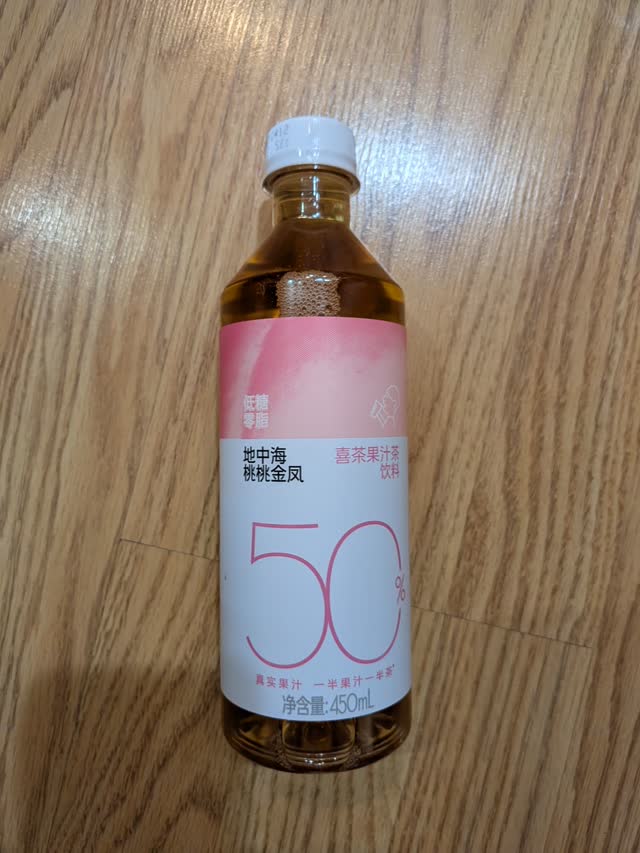 低糖
零脂
地中海
桃桃金凤
喜茶果汁茶
饮料
50%
真实果汁 一半果汁一半茶*
净含量:450mL